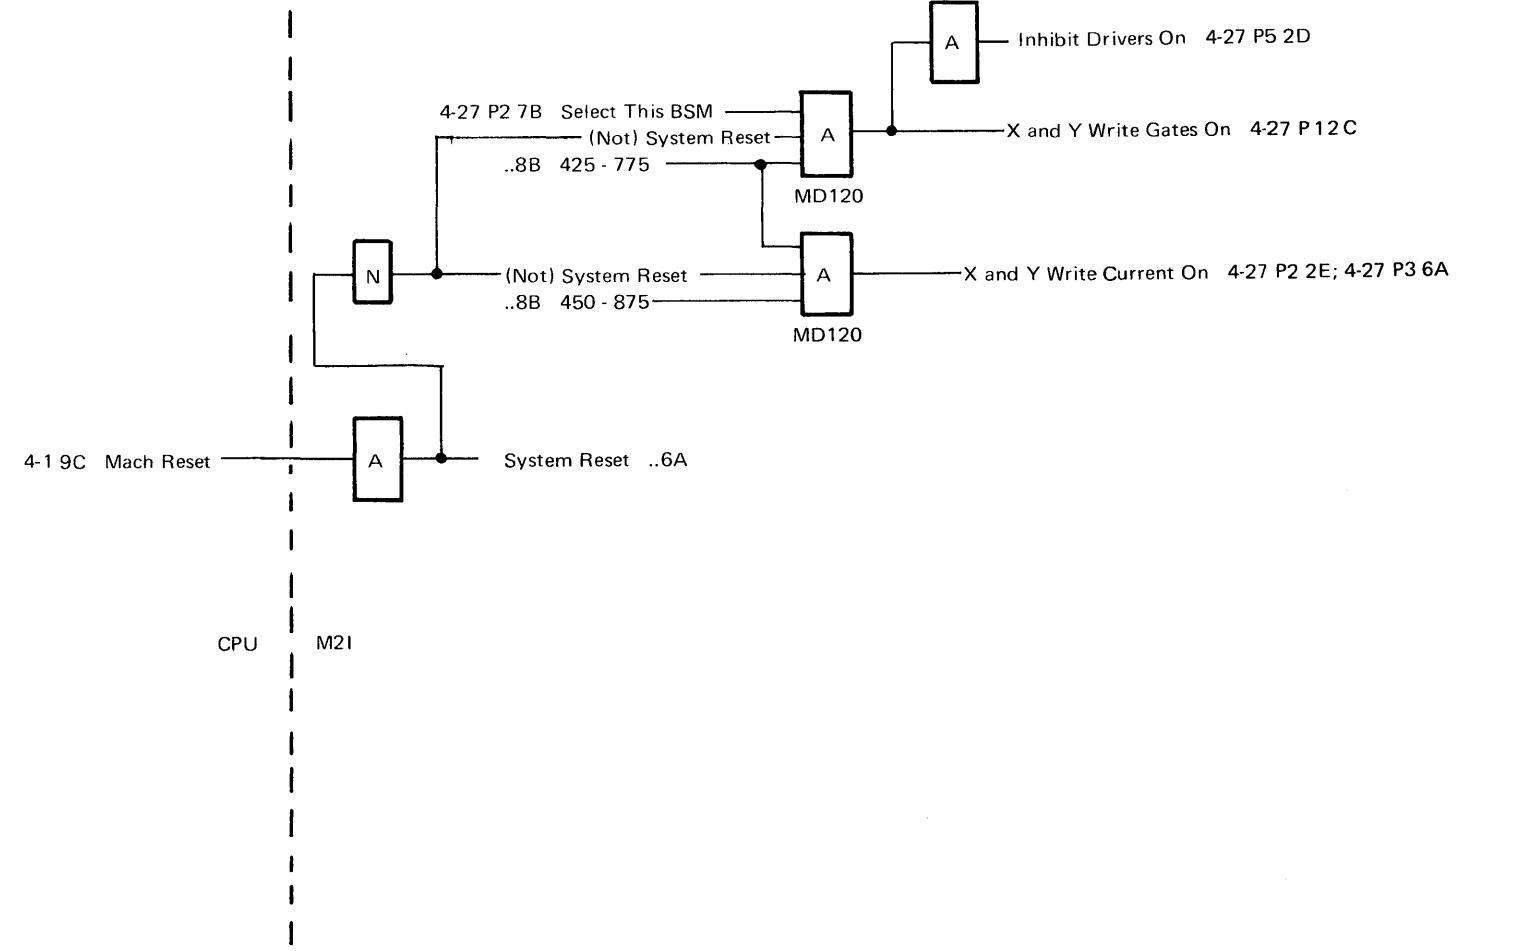 A Inhibit Drivers On 4-27 P5 2D
4-27 P2 7B Select This BSM
(Not) System Reset A X and Y Write Gates On 4-27 P 12 C
..8B 425 - 775
MD120
N (Not) System Reset A X and Y Write Current On 4-27 P2 2E; 4-27 P3 6A
..8B 450 - 875
MD120
4-1 9C Mach Reset A System Reset ..6A
CPU M2I